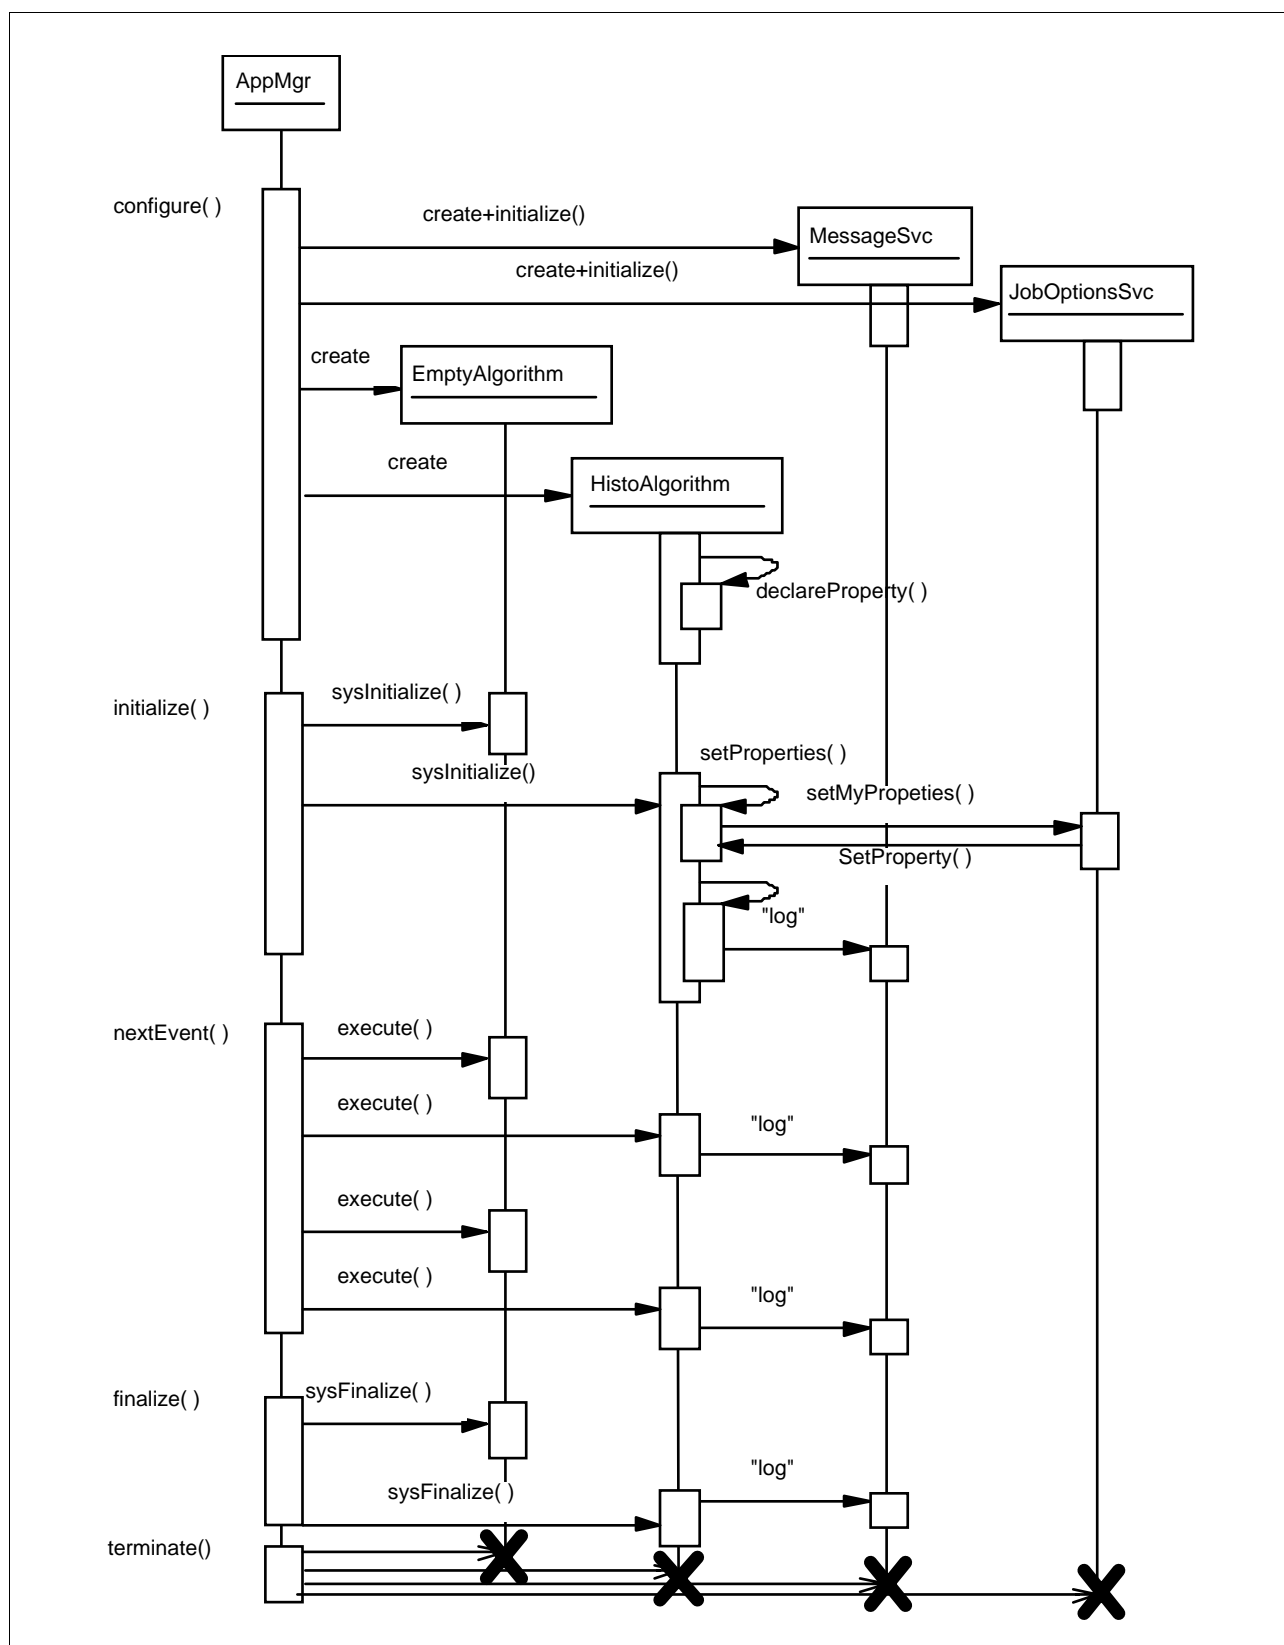 AppMgr
configure( )
create+initialize()
MessageSvc
create+initialize()
JobOptionsSvc
create
EmptyAlgorithm
create
HistoAlgorithm
declareProperty( )
initialize( )
sysInitialize( )
setProperties( )
sysInitialize()
setMyPropeties( )
SetProperty( )
"log"
nextEvent( )
execute( )
execute( )
"log"
execute( )
execute( )
"log"
finalize( )
sysFinalize( )
"log"
sysFinalize( )
terminate()